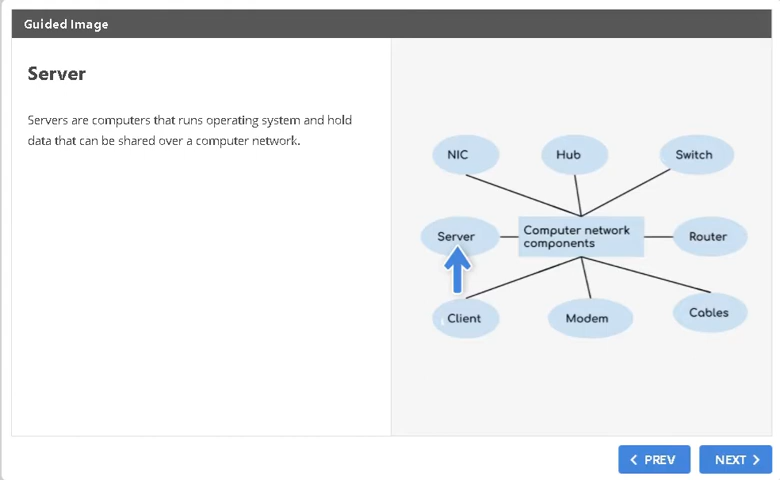 Guided Image
Server
Servers are computers that runs operating system and hold
data that can be shared over a computer network.
NIC
Hub
Switch
Server
Computer network
components
Router
Client
Modem
Cables
PREV
NEXT